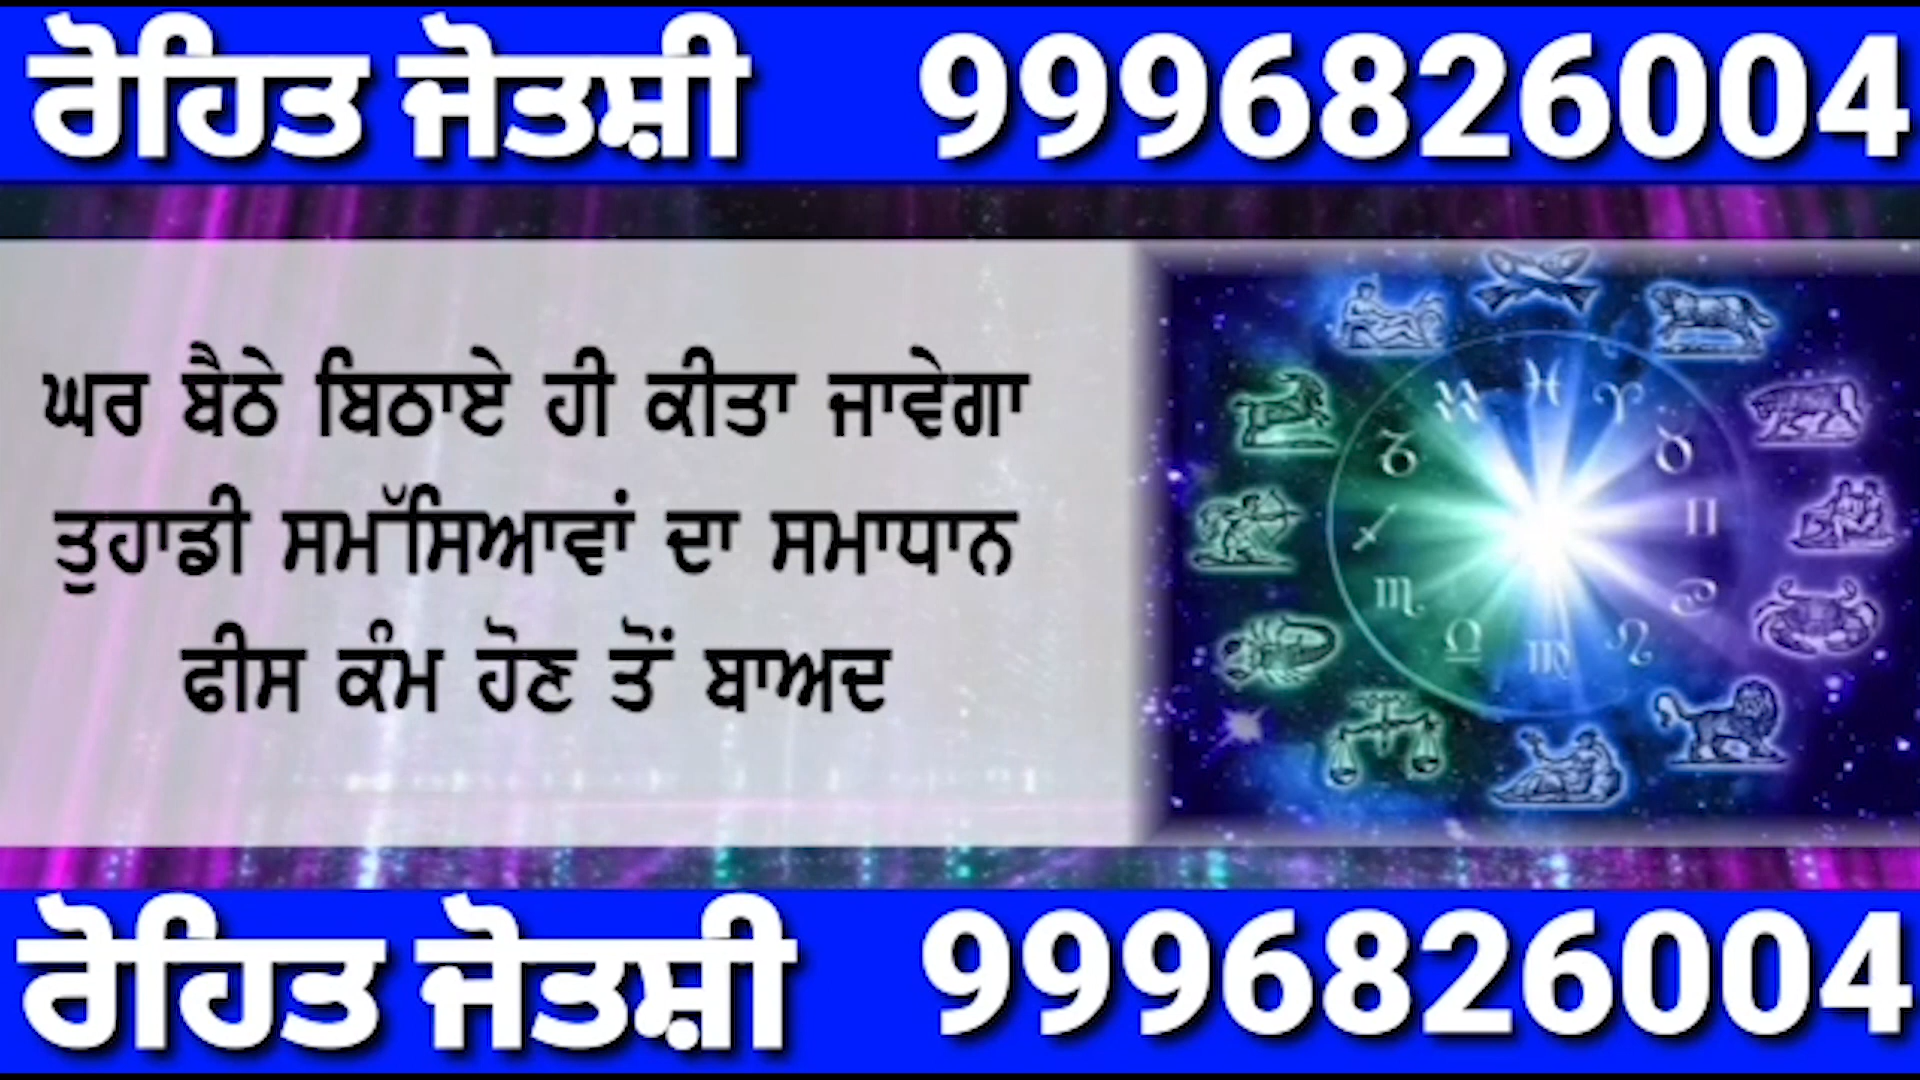 ਰੋਹਿਤ ਜੋਤਸ਼ੀ 9996826004
ਘਰ ਬੈਠੇ ਬਿਠਾਏ ਹੀ ਕੀਤਾ ਜਾਵੇਗਾ
ਤੁਹਾਡੀ ਸਮੱਸਿਆਵਾਂ ਦਾ ਸਮਾਧਾਨ
ਫੀਸ ਕੰਮ ਹੋਣ ਤੋਂ ਬਾਅਦ
ਰੋਹਿਤ ਜੋਤਸ਼ੀ 9996826004